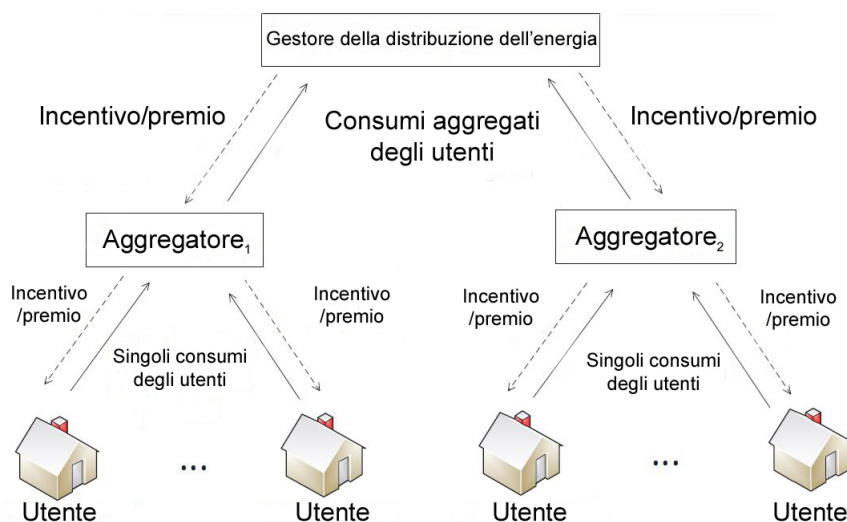 Gestore della distribuzione dell'energia
Incentivo/premio
Consumi aggregati
degli utenti
Incentivo/premio
Aggregatore₁
Aggregatore₂
Incentivo
/premio
Incentivo
/premio
Incentivo
/premio
Incentivo
/premio
Singoli consumi
degli utenti
Singoli consumi
degli utenti
...
...
Utente
Utente
Utente
Utente